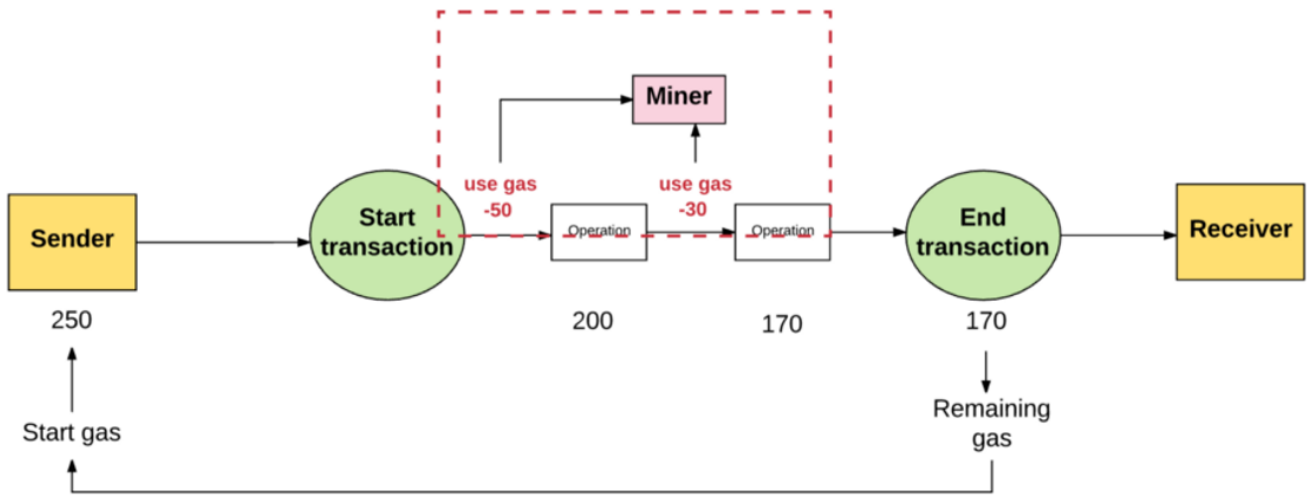 Miner
use gas
-50
use gas
-30
Sender
Start
transaction
Operation
Operation
End
transaction
Receiver
250
200
170
170
Start gas
Remaining
gas